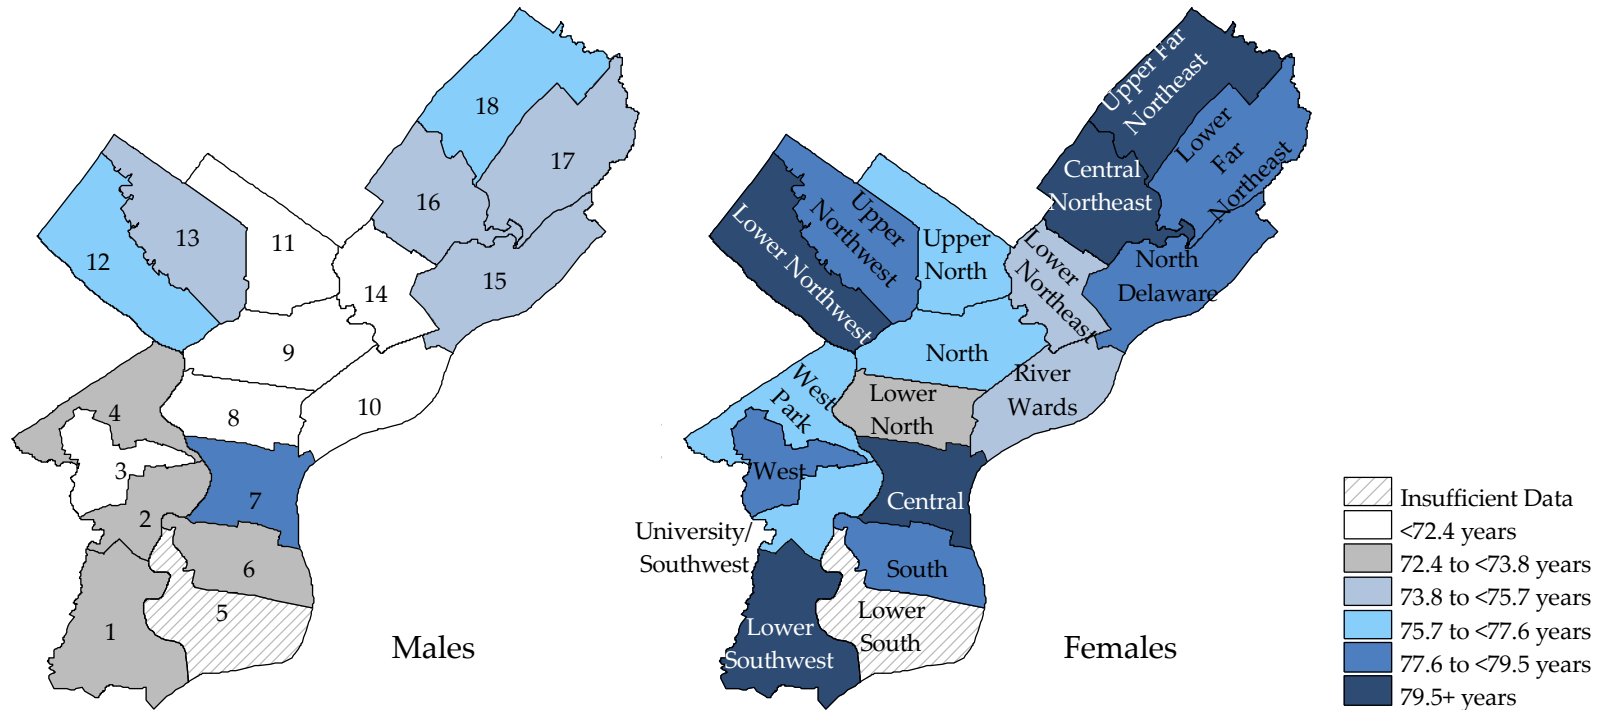 18
17
16
13
11
12
15
14
9
10
4
8
3
7
2
6
5
1
Males
Upper Far
Northeast
Lower
Far
Northeast
Central
Northeast
Upper
Northwest
Lower Northwest
Upper
North
Lower
Northeast
North
Delaware
North
West
Park
Lower
North
River
Wards
West
Central
University/
Southwest
South
Lower
South
Lower
Southwest
Females
Insufficient Data
<72.4 years
72.4 to <73.8 years
73.8 to <75.7 years
75.7 to <77.6 years
77.6 to <79.5 years
79.5+ years